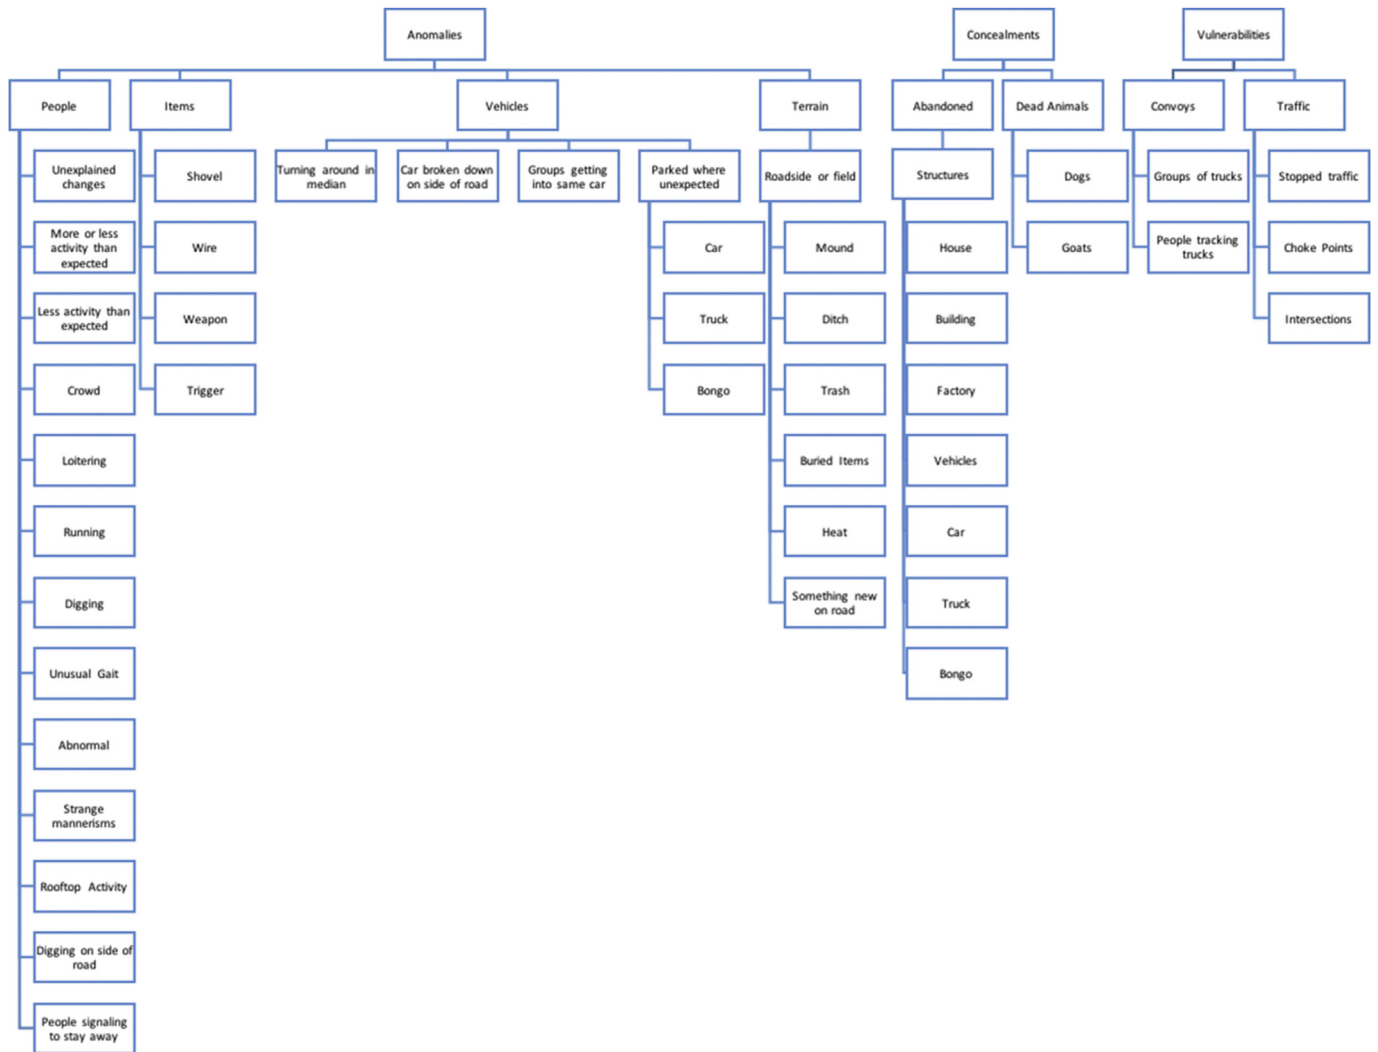 Anomalies
Concealments
Vulnerabilities
People
Items
Vehicles
Terrain
Abandoned
Dead Animals
Convoys
Traffic
Unexplained
changes
More or less
activity than
expected
Less activity than
expected
Crowd
Loitering
Running
Digging
Unusual Gait
Abnormal
Strange
mannerisms
Rooftop Activity
Digging on side of
road
People signaling
to stay away
Shovel
Wire
Weapon
Trigger
Turning around in
median
Car broken down
on side of road
Groups getting
into same car
Parked where
unexpected
Car
Truck
Bongo
Roadside or field
Mound
Ditch
Trash
Buried Items
Heat
Something new
on road
Structures
House
Building
Factory
Vehicles
Car
Truck
Bongo
Dogs
Goats
Groups of trucks
People tracking
trucks
Stopped traffic
Choke Points
Intersections